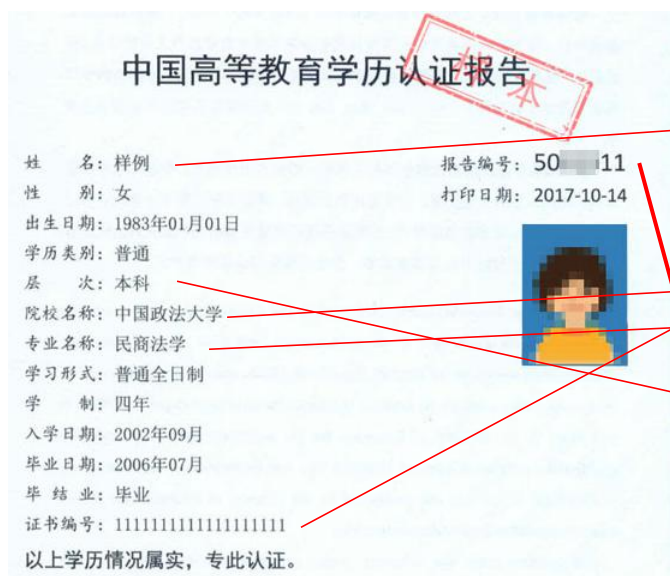 中国高等教育学历认证报告
样本
姓 名：样例
报告编号：50 11
性 别：女
打印日期：2017-10-14
出生日期：1983年01月01日
学历类别：普通
层 次：本科
院校名称：中国政法大学
专业名称：民商法学
学习形式：普通全日制
学 制：四年
入学日期：2002年09月
毕业日期：2006年07月
毕 结 业：毕业
证书编号：111111111111111111
以上学历情况属实，专此认证。